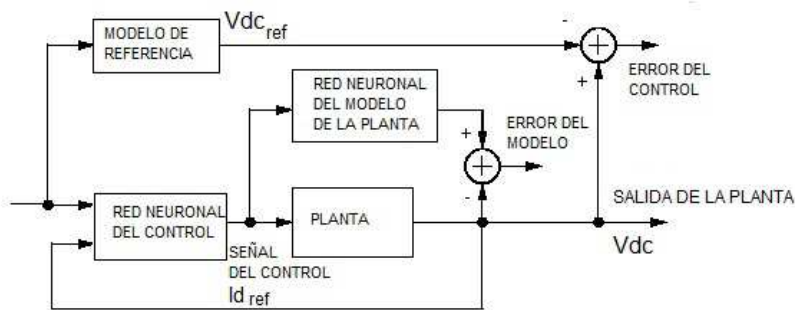 MODELO DE
REFERENCIA
Vdc ref
-
+
ERROR DEL
CONTROL
RED NEURONAL
DEL MODELO
DE LA PLANTA
+
ERROR DEL
MODELO
-
RED NEURONAL
DEL CONTROL
PLANTA
SALIDA DE LA PLANTA
Vdc
SEÑAL
DEL CONTROL
Id ref